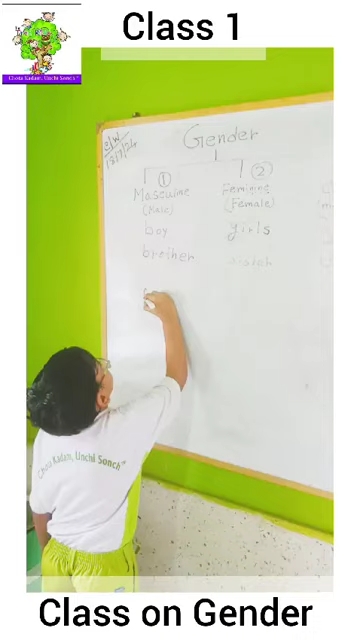 Class 1
Chota Kadam, Unchi Sonch
C/W
Gender
1 2
Masculine Feminine
(Male) (Female)
boy girls
brother sister
Chota Kadam, Unchi Sonch
Class on Gender